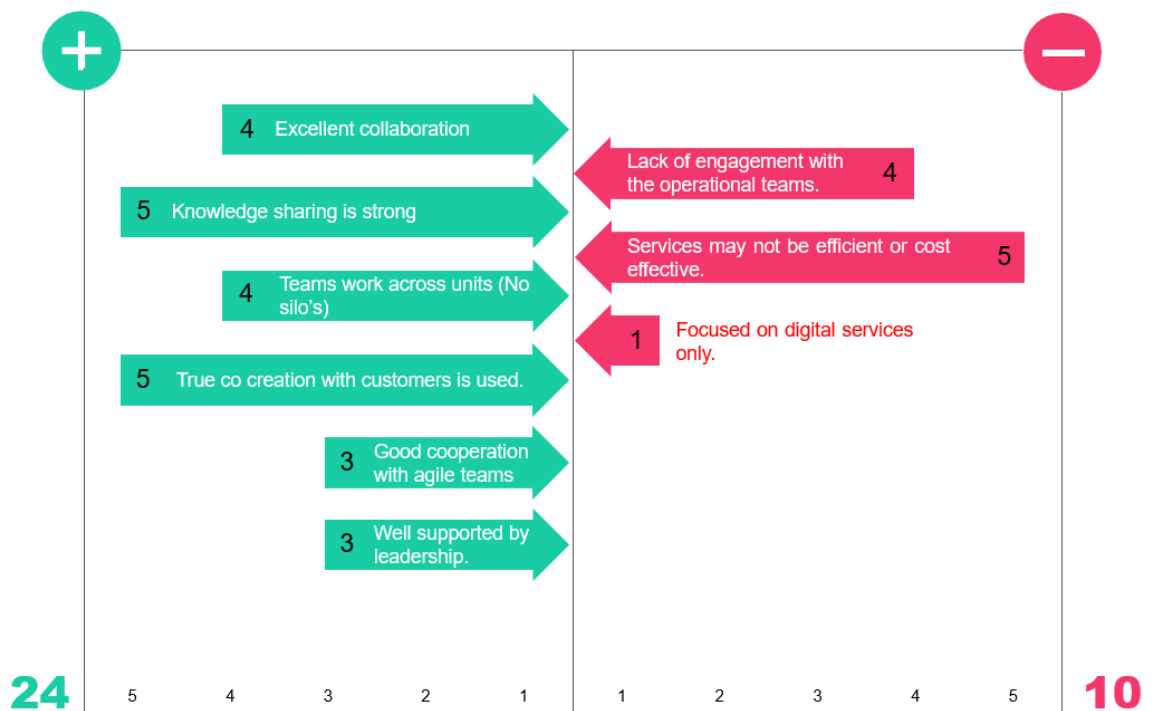 4 Excellent collaboration
Lack of engagement with
the operational teams. 4
5 Knowledge sharing is strong
Services may not be efficient or cost
effective. 5
4 Teams work across units (No
silo’s)
1 Focused on digital services
only.
5 True co creation with customers is used.
3 Good cooperation
with agile teams
3 Well supported by
leadership.
24 5 4 3 2 1 1 2 3 4 5 10